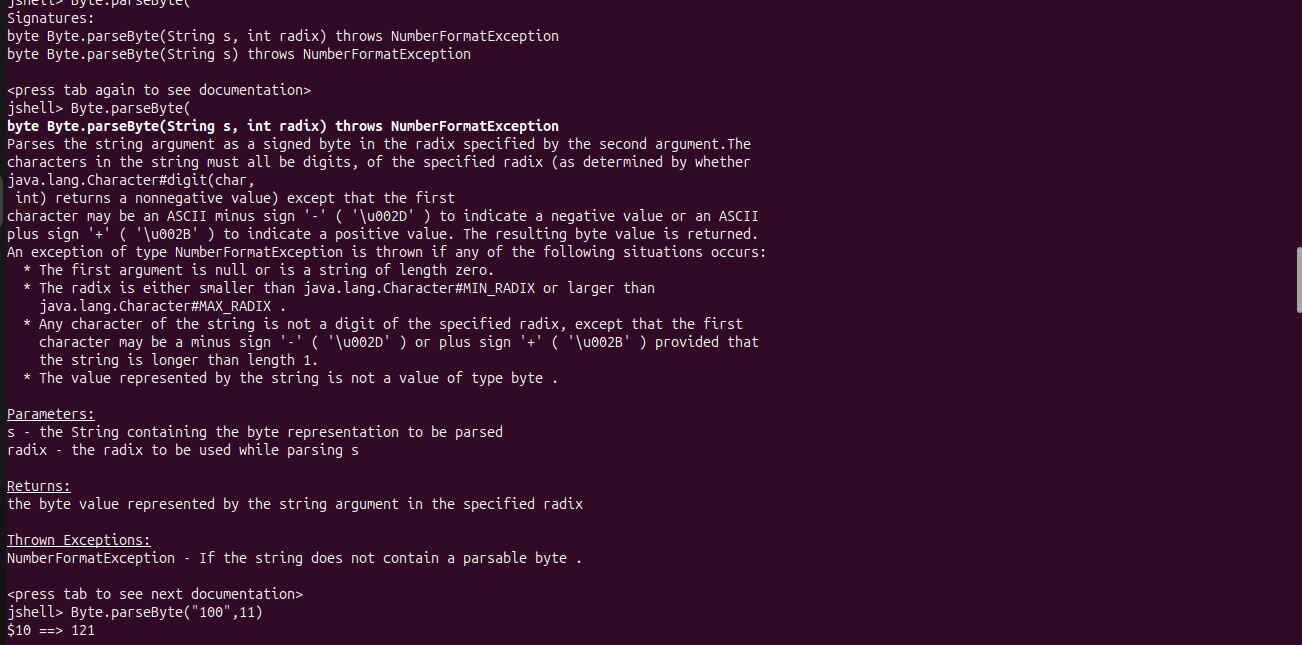 jshell> Byte.parseByte(
Signatures:
byte Byte.parseByte(String s, int radix) throws NumberFormatException
byte Byte.parseByte(String s) throws NumberFormatException
<press tab again to see documentation>
jshell> Byte.parseByte(
byte Byte.parseByte(String s, int radix) throws NumberFormatException
Parses the string argument as a signed byte in the radix specified by the second argument.The
characters in the string must all be digits, of the specified radix (as determined by whether
java.lang.Character#digit(char,
 int) returns a nonnegative value) except that the first
character may be an ASCII minus sign '-' ( '\u002D' ) to indicate a negative value or an ASCII
plus sign '+' ( '\u002B' ) to indicate a positive value. The resulting byte value is returned.
An exception of type NumberFormatException is thrown if any of the following situations occurs:
  * The first argument is null or is a string of length zero.
  * The radix is either smaller than java.lang.Character#MIN_RADIX or larger than
    java.lang.Character#MAX_RADIX .
  * Any character of the string is not a digit of the specified radix, except that the first
    character may be a minus sign '-' ( '\u002D' ) or plus sign '+' ( '\u002B' ) provided that
    the string is longer than length 1.
  * The value represented by the string is not a value of type byte .
Parameters:
s - the String containing the byte representation to be parsed
radix - the radix to be used while parsing s
Returns:
the byte value represented by the string argument in the specified radix
Thrown Exceptions:
NumberFormatException - If the string does not contain a parsable byte .
<press tab to see next documentation>
jshell> Byte.parseByte("100",11)
$10 ==> 121